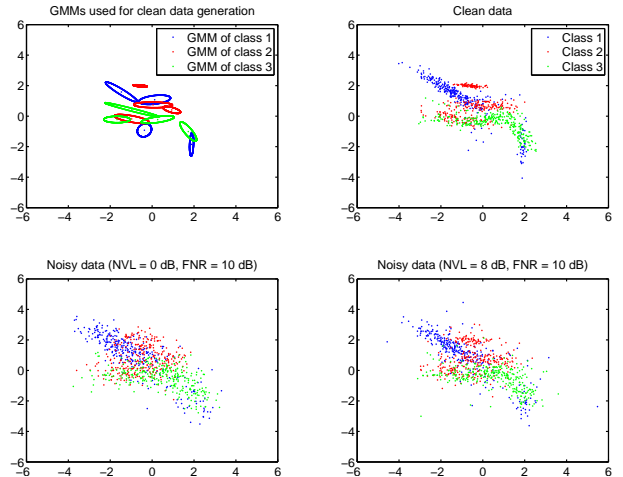 GMMs used for clean data generation
6
4
2
0
−2
−4
−6
−6 −4 −2 0 2 4 6
GMM of class 1
GMM of class 2
GMM of class 3
Clean data
6
4
2
0
−2
−4
−6
−6 −4 −2 0 2 4 6
Class 1
Class 2
Class 3
Noisy data (NVL = 0 dB, FNR = 10 dB)
6
4
2
0
−2
−4
−6
−6 −4 −2 0 2 4 6
Noisy data (NVL = 8 dB, FNR = 10 dB)
6
4
2
0
−2
−4
−6
−6 −4 −2 0 2 4 6